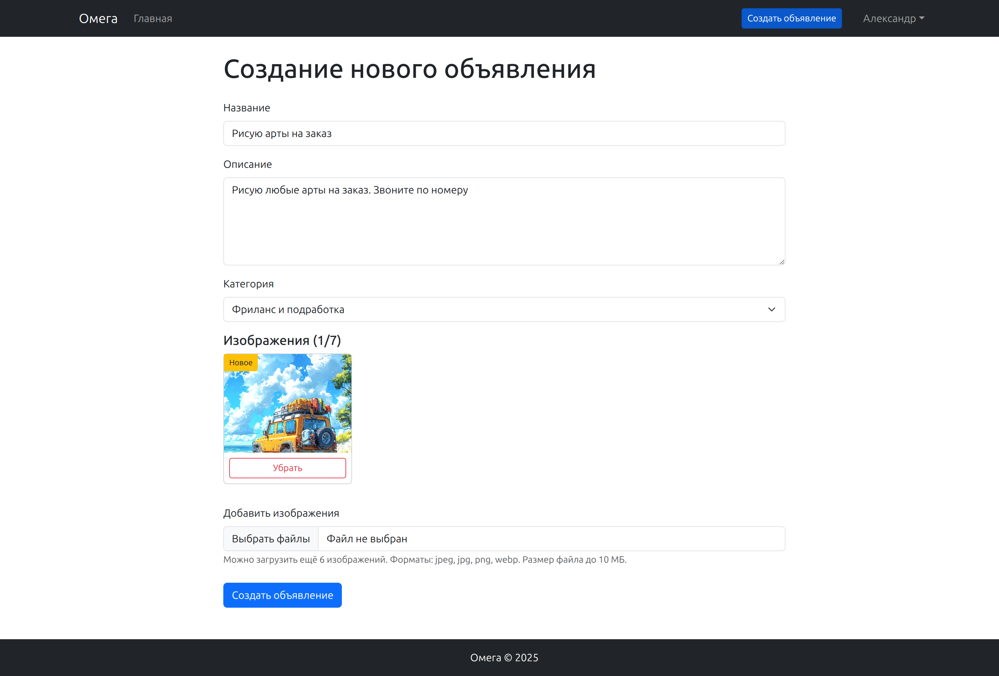 Омега Главная Создать объявление Александр
Создание нового объявления
Название
Рисую арты на заказ
Описание
Рисую любые арты на заказ. Звоните по номеру
Категория
Фриланс и подработка
Изображения (1/7)
Новое
Убрать
Добавить изображения
Выбрать файлы Файл не выбран
Можно загрузить ещё 6 изображений. Форматы: jpeg, jpg, png, webp. Размер файла до 10 МБ.
Создать объявление
Омега © 2025